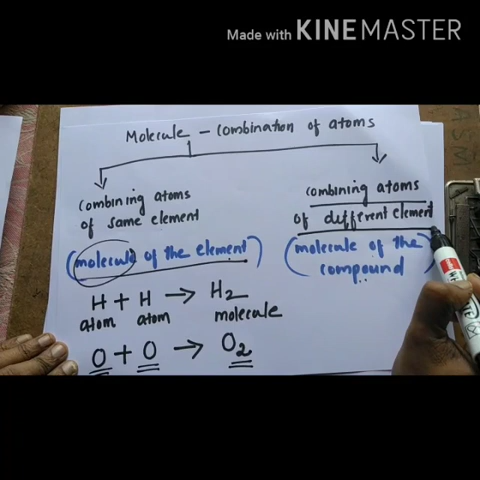 Made with KINEMASTER
Molecule - combination of atoms
combining atoms
of same element
(molecule of the element)
H + H → H2
atom atom molecule
O + O → O2
combining atoms
of different element
(molecule of the
compound)
ASM